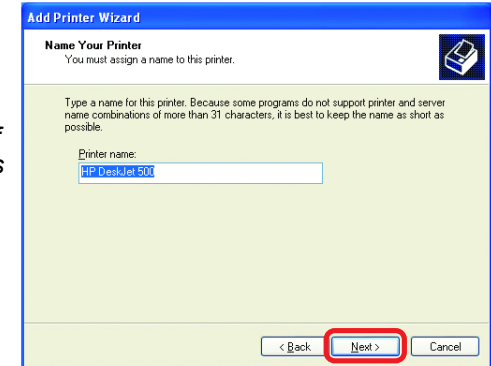 Add Printer Wizard
Name Your Printer
You must assign a name to this printer.
Type a name for this printer. Because some programs do not support printer and server
name combinations of more than 31 characters, it is best to keep the name as short as
possible.
Printer name:
HP DeskJet 500
< Back
Next >
Cancel